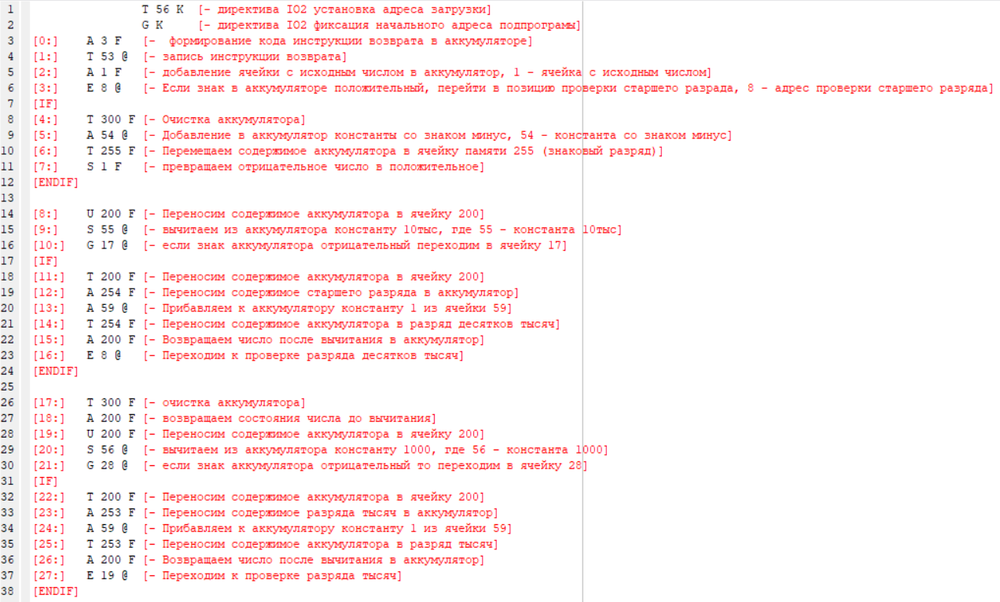 1 T 56 K [- директива IO2 установка адреса загрузки]
2 G K [- директива IO2 фиксация начального адреса подпрограмы]
3 [0:] A 3 F [- формирование кода инструкции возврата в аккумуляторе]
4 [1:] T 53 @ [- запись инструкции возврата]
5 [2:] A 1 F [- добавление ячейки с исходным числом в аккумулятор, 1 - ячейка с исходным числом]
6 [3:] E 8 @ [- Если знак в аккумуляторе положительный, перейти в позицию проверки старшего разрада, 8 - адрес проверки старшего разряда]
7 [IF]
8 [4:] T 300 F [- Очистка аккумулятора]
9 [5:] A 54 @ [- Добавление в аккумулятор константы со знаком минус, 54 - константа со знаком минус]
10 [6:] T 255 F [- Перемещаем содержимое аккумулятора в ячейку памяти 255 (знаковый разряд)]
11 [7:] S 1 F [- превращаем отрицательное число в положительное]
12 [ENDIF]
13
14 [8:] U 200 F [- Переносим содержимое аккумулятора в ячейку 200]
15 [9:] S 55 @ [- вычитаем из аккумулятора константу 10тыс, где 55 - константа 10тыс]
16 [10:] G 17 @ [- если знак аккумулятора отрицательный переходим в ячейку 17]
17 [IF]
18 [11:] T 200 F [- Переносим содержимое аккумулятора в ячейку 200]
19 [12:] A 254 F [- Переносим содержимое старшего разряда в аккумулятор]
20 [13:] A 59 @ [- Прибавляем к аккумулятору константу 1 из ячейки 59]
21 [14:] T 254 F [- Переносим содержимое аккумулятора в разряд десятков тысяч]
22 [15:] A 200 F [- Возвращаем число после вычитания в аккумулятор]
23 [16:] E 8 @ [- Переходим к проверке разряда десятков тысяч]
24 [ENDIF]
25
26 [17:] T 300 F [- очистка аккумулятора]
27 [18:] A 200 F [- возвращаем состояния числа до вычитания]
28 [19:] U 200 F [- Переносим содержимое аккумулятора в ячейку 200]
29 [20:] S 56 @ [- вычитаем из аккумулятора константу 1000, где 56 - константа 1000]
30 [21:] G 28 @ [- если знак аккумулятора отрицательный то переходим в ячейку 28]
31 [IF]
32 [22:] T 200 F [- Переносим содержимое аккумулятора в ячейку 200]
33 [23:] A 253 F [- Переносим содержимое разряда тысяч в аккумулятор]
34 [24:] A 59 @ [- Прибавляем к аккумулятору константу 1 из ячейки 59]
35 [25:] T 253 F [- Переносим содержимое аккумулятора в разряд тысяч]
36 [26:] A 200 F [- Возвращаем число после вычитания в аккумулятор]
37 [27:] E 19 @ [- Переходим к проверке разряда тысяч]
38 [ENDIF]